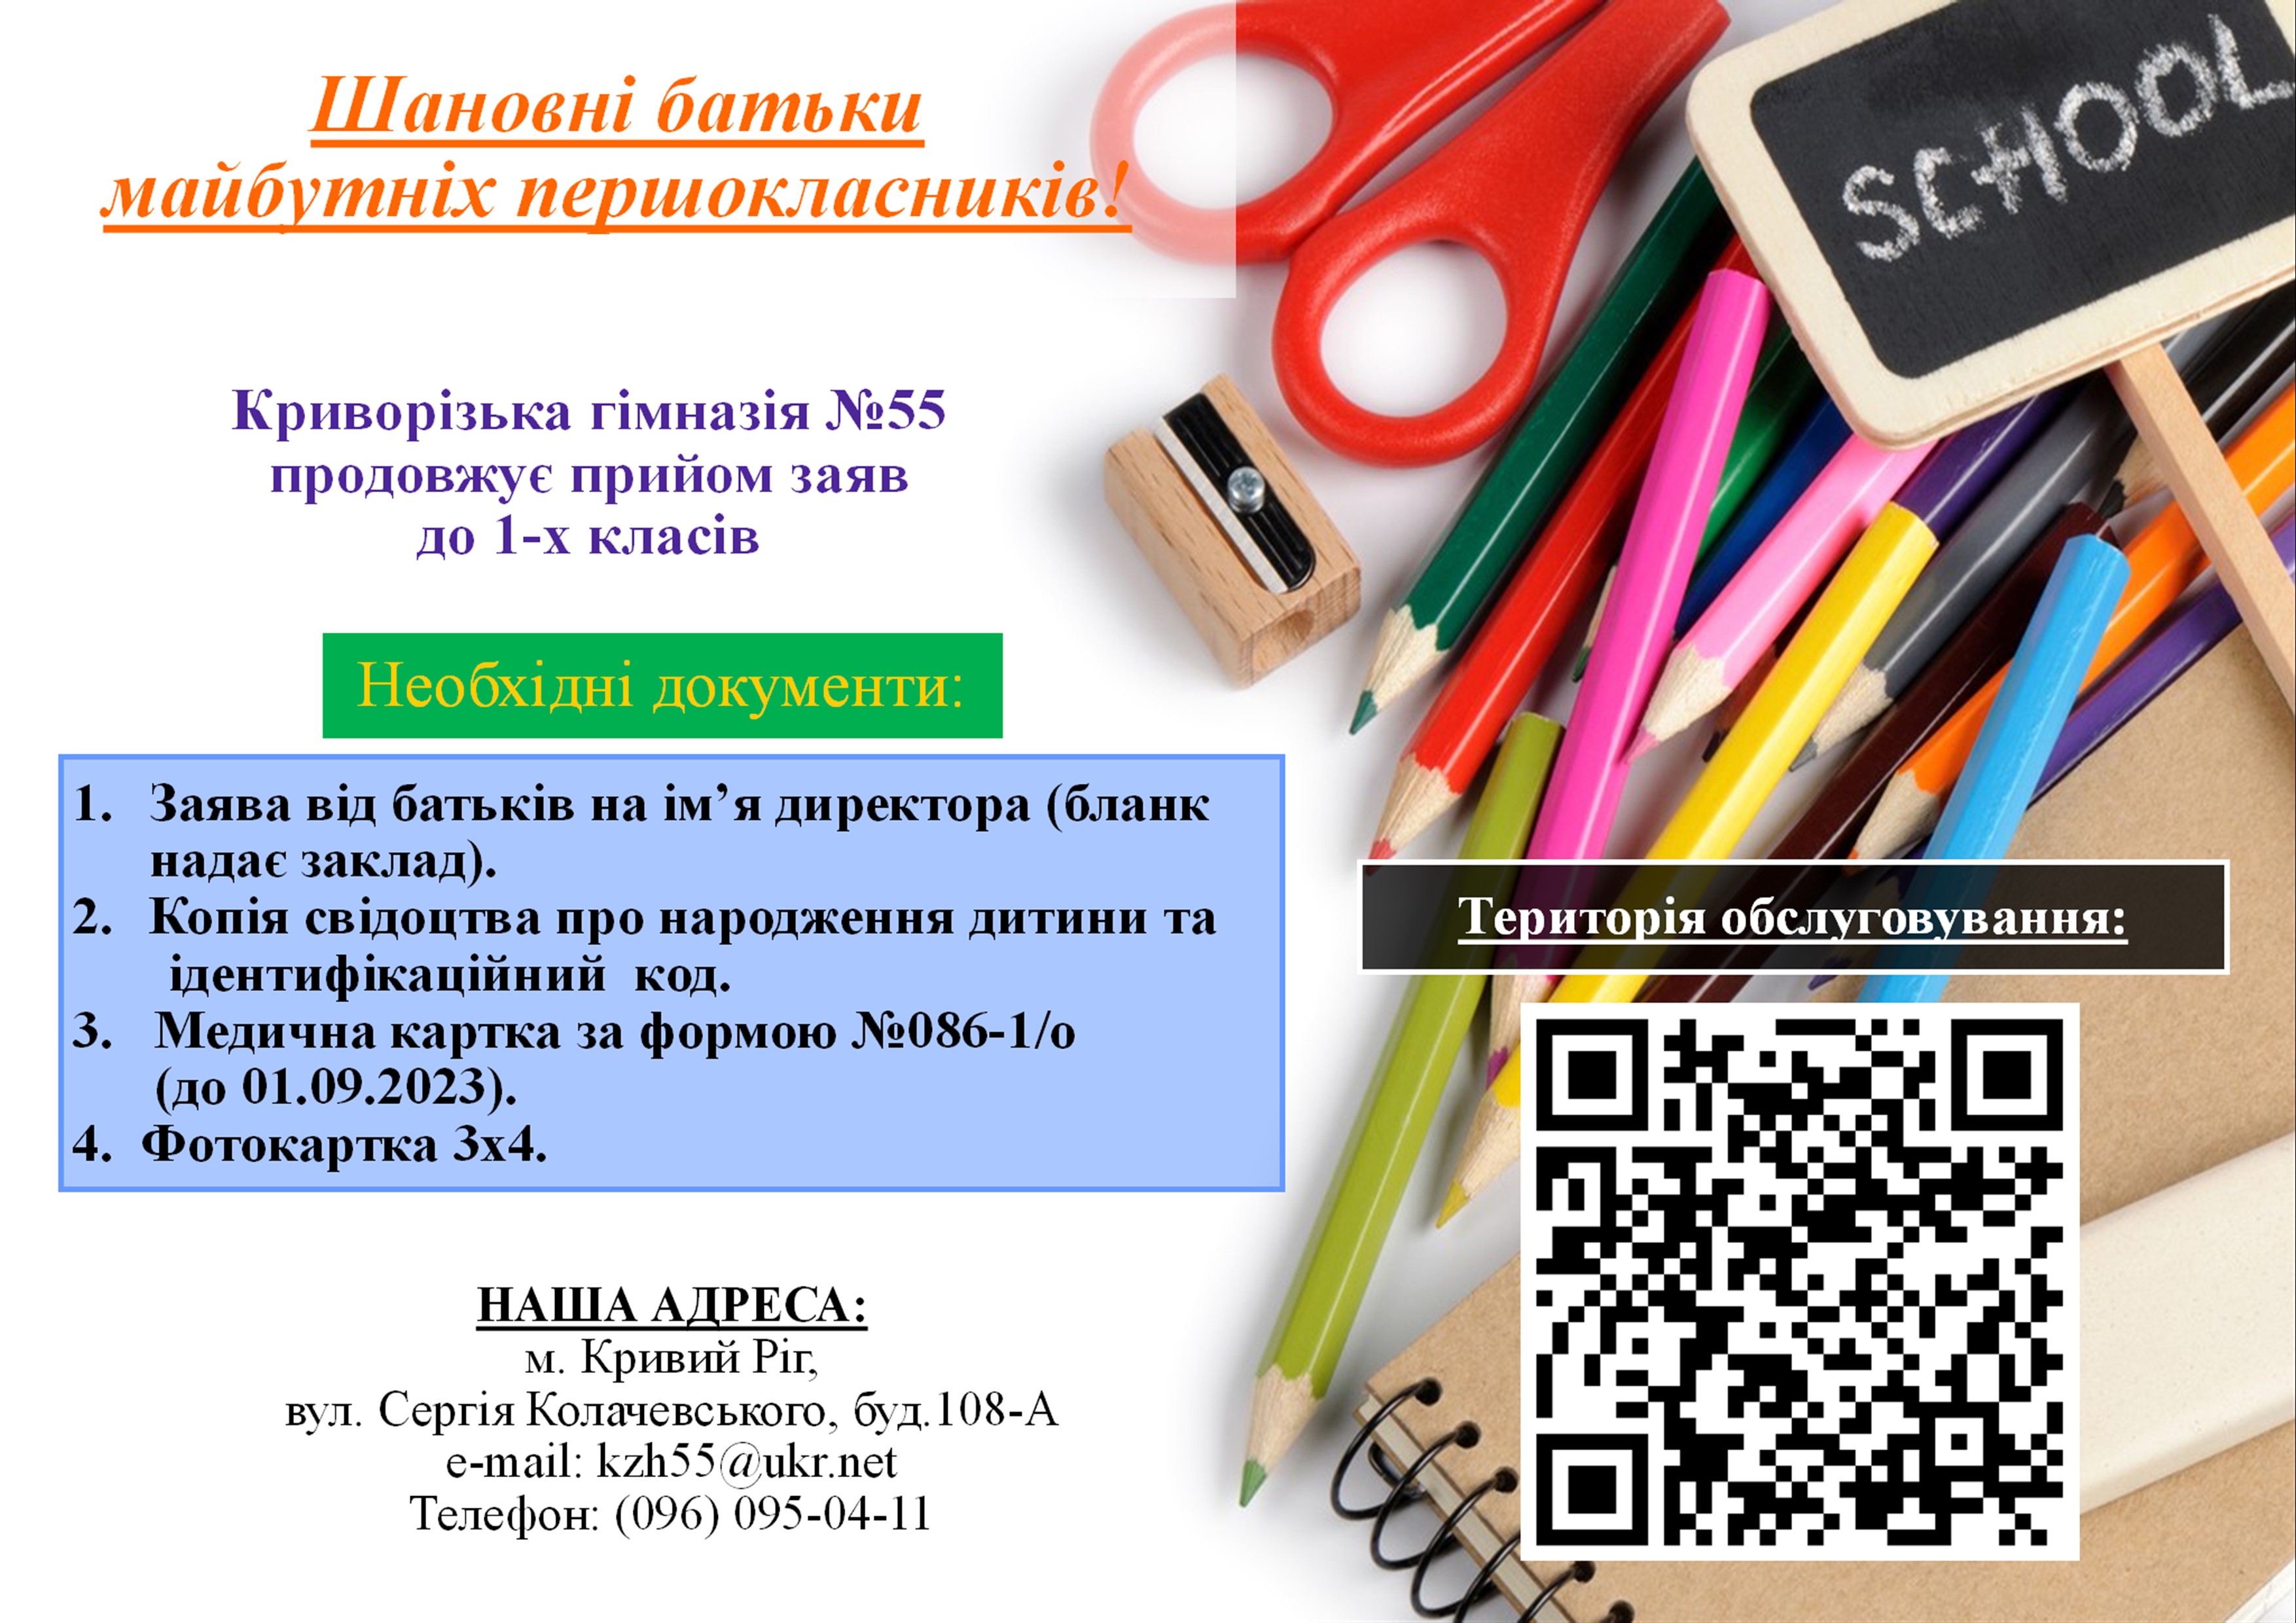 Шановні батьки
майбутніх першокласників!
SCHOOL
Криворізька гімназія №55
продовжує прийом заяв
до 1-х класів
Необхідні документи:
1. Заява від батьків на ім’я директора (бланк
надає заклад).
2. Копія свідоцтва про народження дитини та
ідентифікаційний код.
3. Медична картка за формою №086-1/о
(до 01.09.2023).
4. Фотокартка 3х4.
Територія обслуговування:
НАША АДРЕСА:
м. Кривий Ріг,
вул. Сергія Колачевського, буд.108-А
e-mail: kzh55@ukr.net
Телефон: (096) 095-04-11